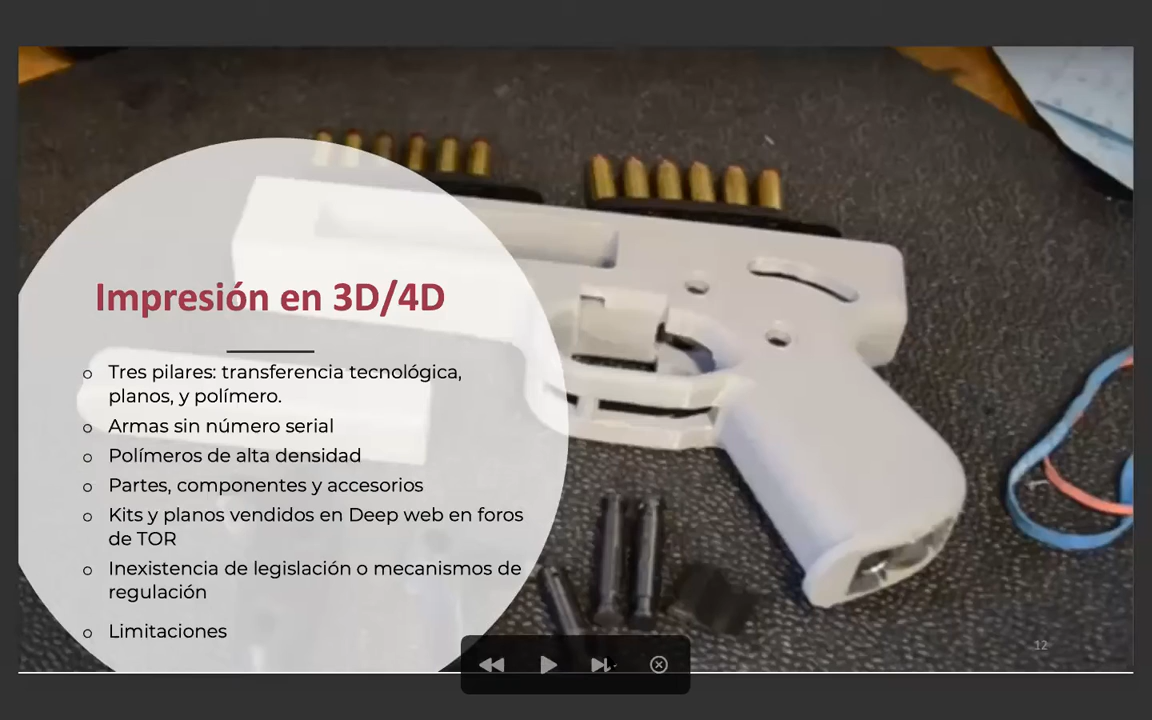 Impresión en 3D/4D
o Tres pilares: transferencia tecnológica,
planos, y polímero.
o Armas sin número serial
o Polímeros de alta densidad
o Partes, componentes y accesorios
o Kits y planos vendidos en Deep web en foros
de TOR
o Inexistencia de legislación o mecanismos de
regulación
o Limitaciones
12